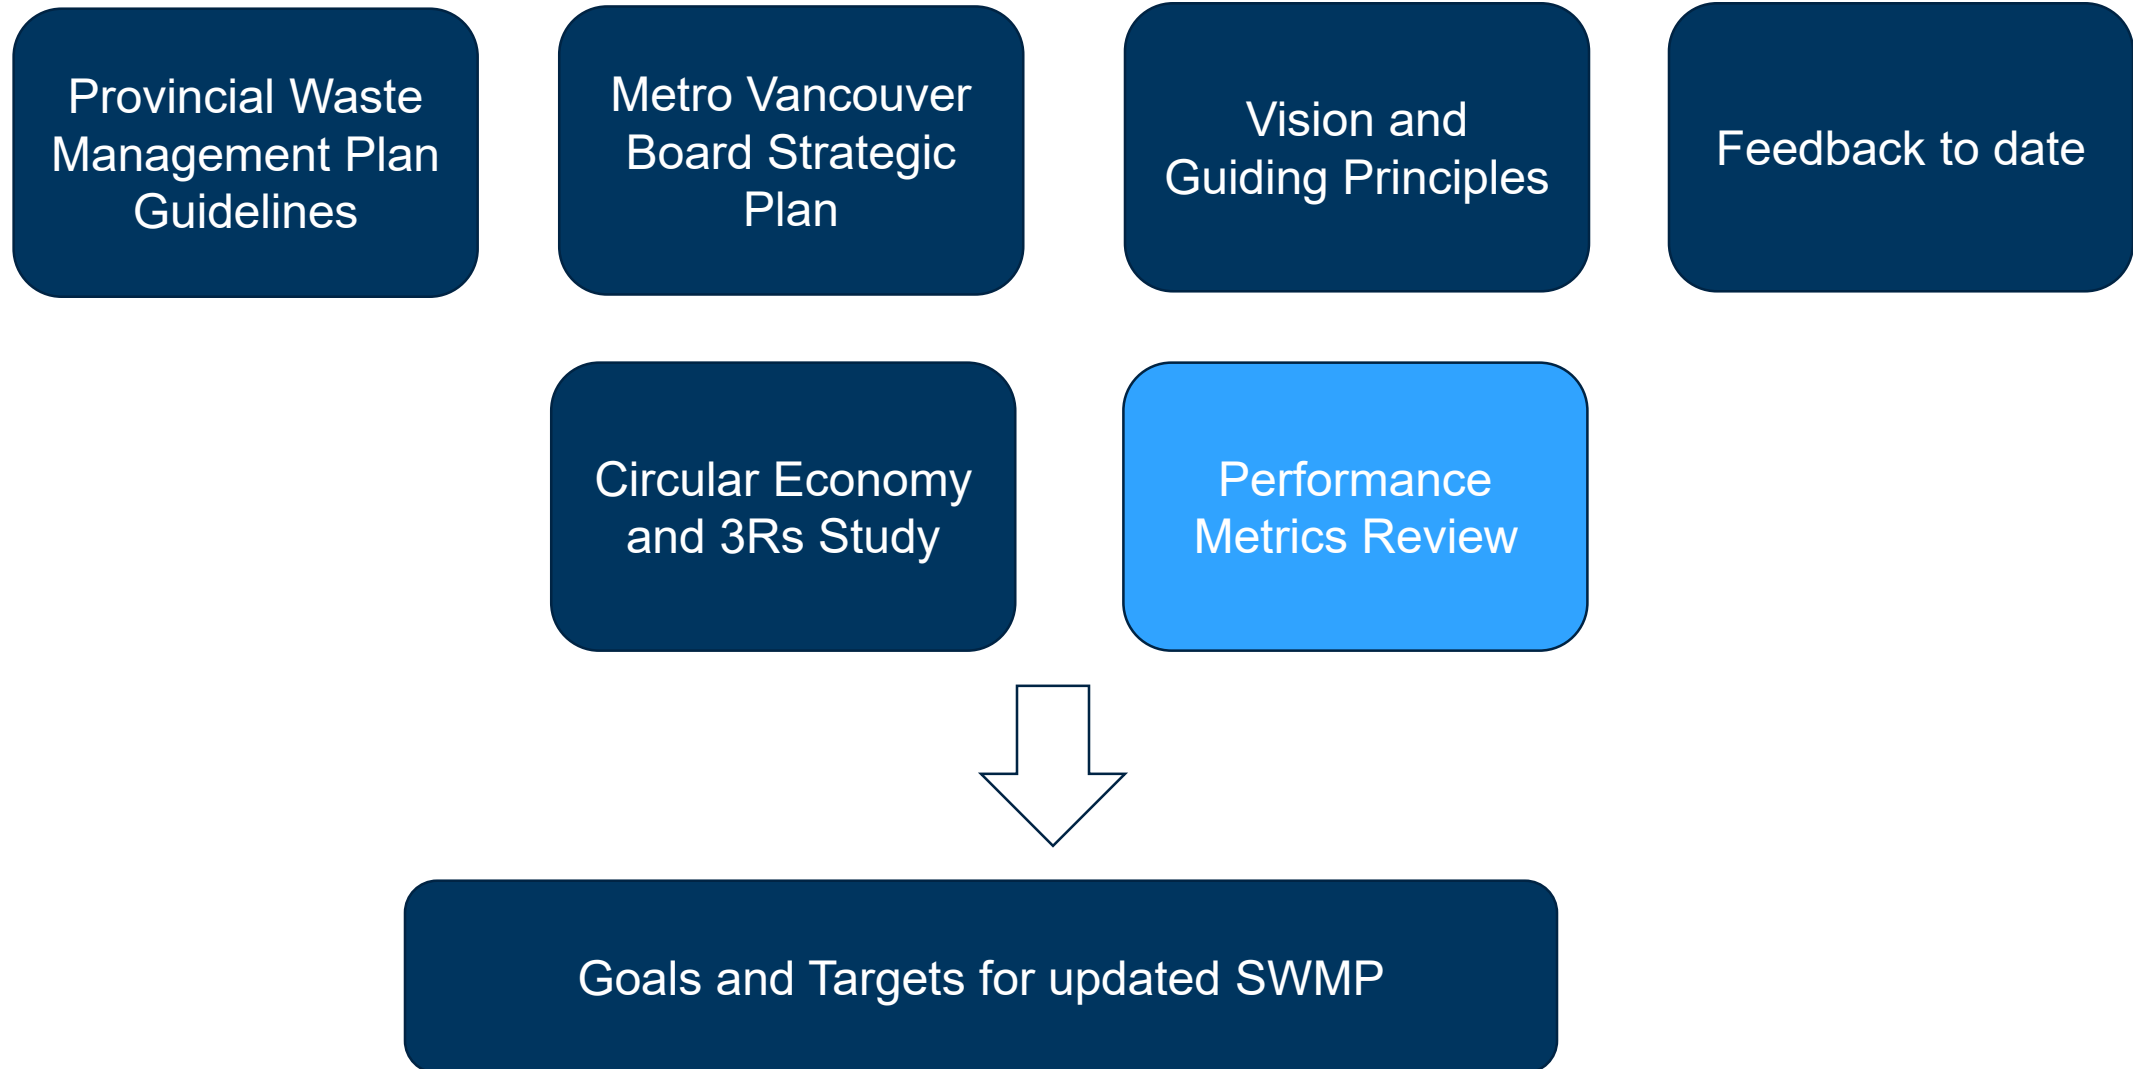 Provincial Waste
Management Plan
Guidelines
Metro Vancouver
Board Strategic
Plan
Vision and
Guiding Principles
Feedback to date
Circular Economy
and 3Rs Study
Performance
Metrics Review
Goals and Targets for updated SWMP